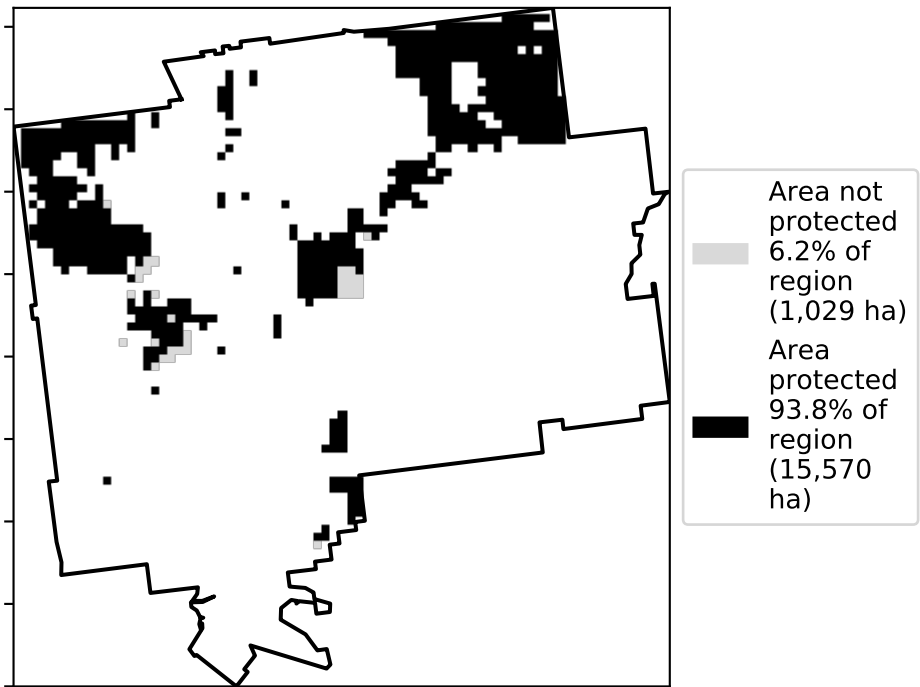 Area not
protected
6.2% of
region
(1,029 ha)
Area
protected
93.8% of
region
(15,570
ha)